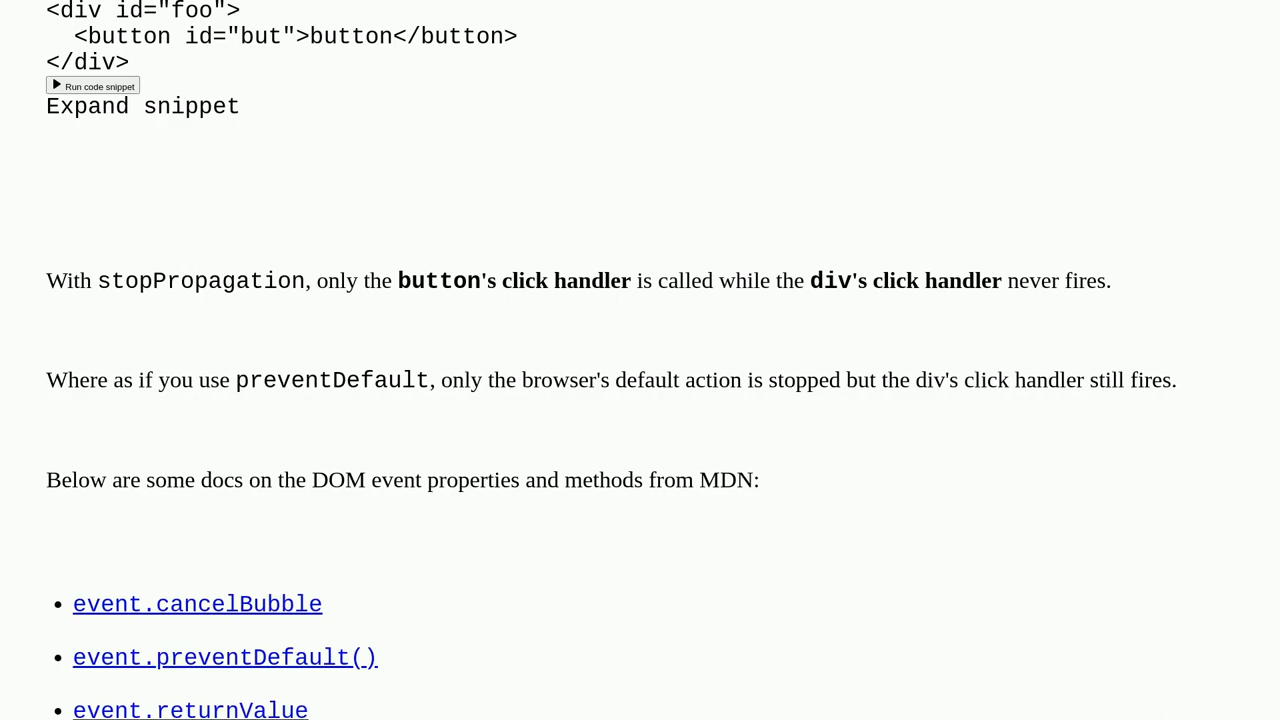 <div id="foo">
  <button id="but">button</button>
</div>
Run code snippet
Expand snippet
With stopPropagation, only the button's click handler is called while the div's click handler never fires.
Where as if you use preventDefault, only the browser's default action is stopped but the div's click handler still fires.
Below are some docs on the DOM event properties and methods from MDN:
• event.cancelBubble
• event.preventDefault()
• event.returnValue